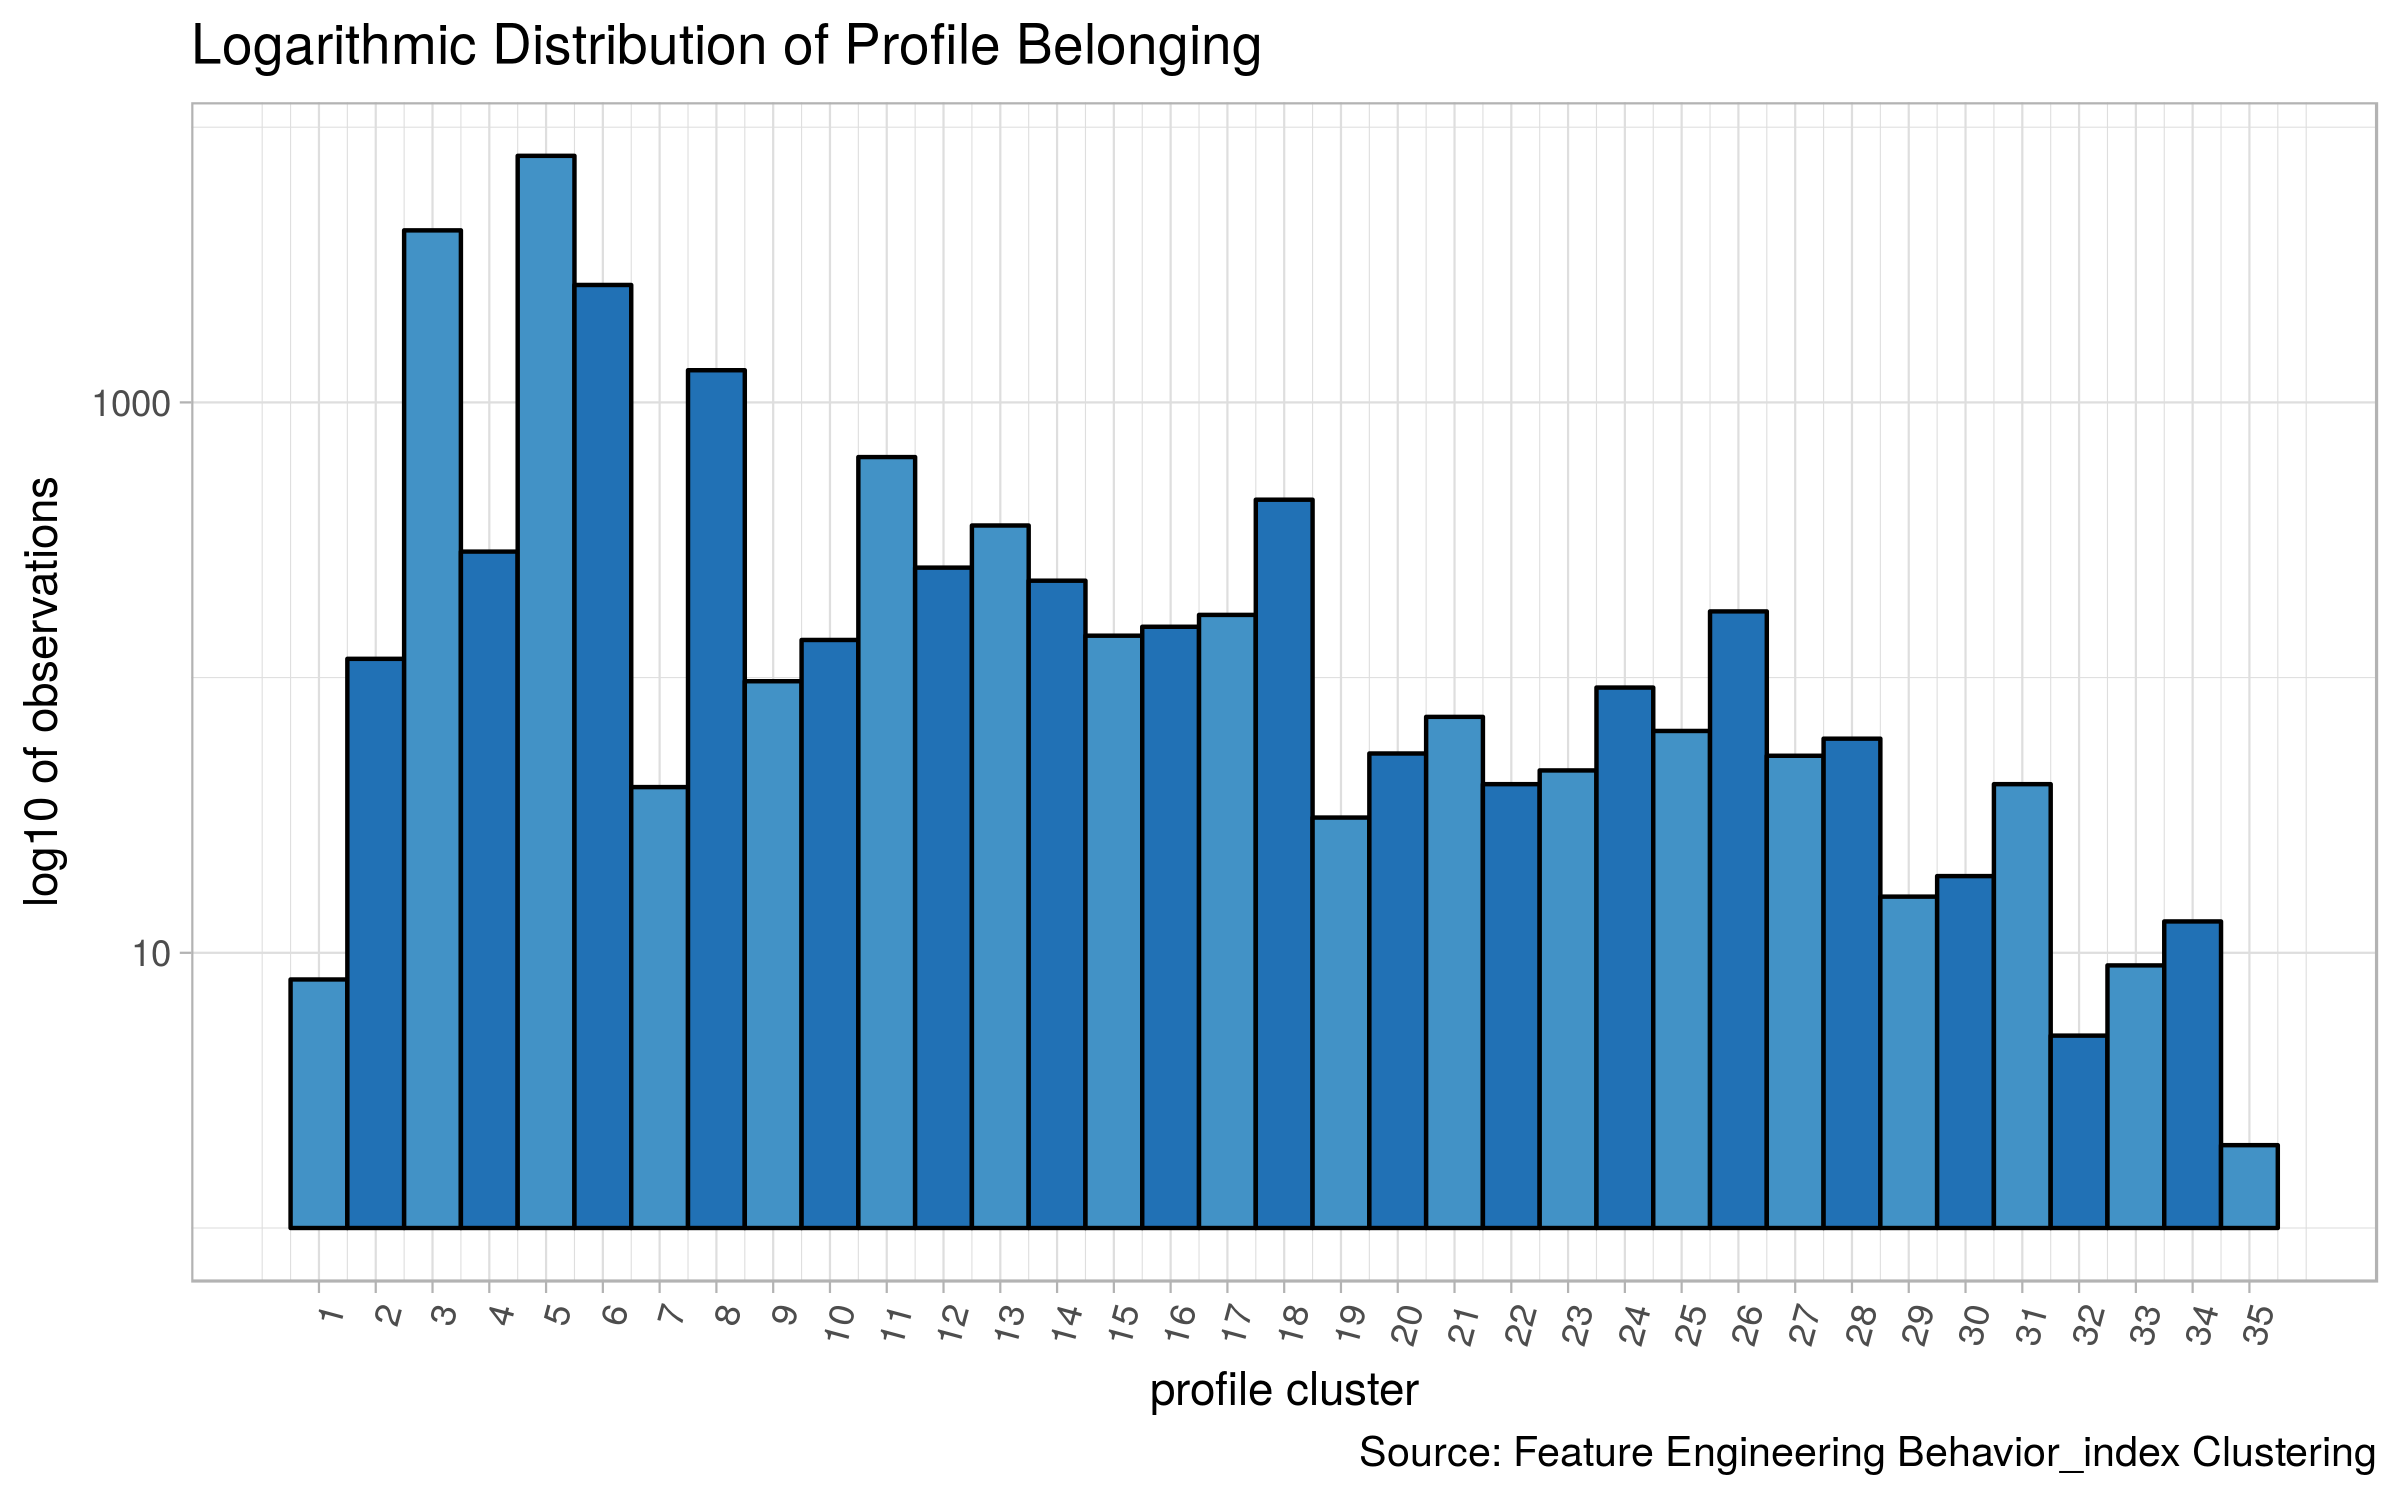 Logarithmic Distribution of Profile Belonging
log10 of observations
1000
10
1 2 3 4 5 6 7 8 9 10 11 12 13 14 15 16 17 18 19 20 21 22 23 24 25 26 27 28 29 30 31 32 33 34 35
profile cluster
Source: Feature Engineering Behavior_index Clustering